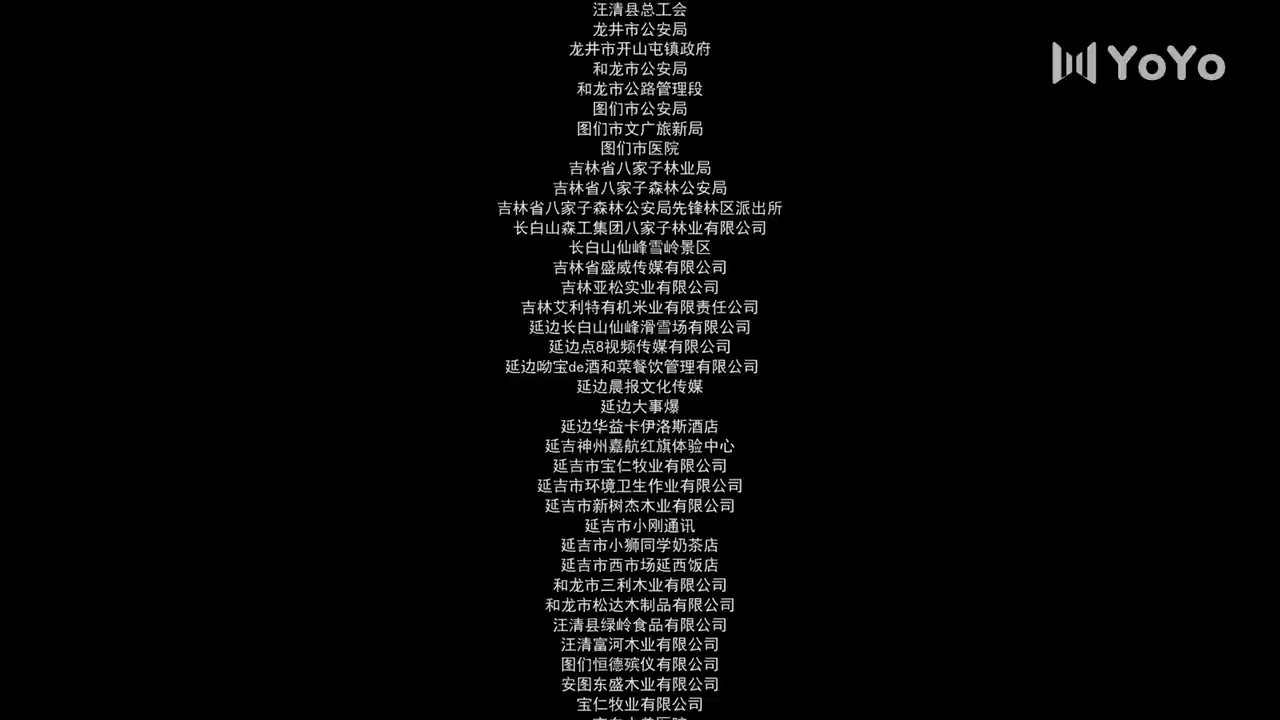 汪清县总工会
龙井市公安局
龙井市开山屯镇政府
和龙市公安局
和龙市公路管理段
图们市公安局
图们市文广旅新局
图们市医院
吉林省八家子林业局
吉林省八家子森林公安局
吉林省八家子森林公安局先锋林区派出所
长白山森工集团八家子林业有限公司
长白山仙峰雪岭景区
吉林省盛威传媒有限公司
吉林亚松实业有限公司
吉林艾利特有机米业有限责任公司
延边长白山仙峰滑雪场有限公司
延边点8视频传媒有限公司
延边呦宝de酒和菜餐饮管理有限公司
延边晨报文化传媒
延边大事爆
延边华益卡伊洛斯酒店
延吉神州嘉航红旗体验中心
延吉市宝仁牧业有限公司
延吉市环境卫生作业有限公司
延吉市新树杰木业有限公司
延吉市小刚通讯
延吉市小狮同学奶茶店
延吉市西市场延西饭店
和龙市三利木业有限公司
和龙市松达木制品有限公司
汪清县绿岭食品有限公司
汪清富河木业有限公司
图们恒德殡仪有限公司
安图东盛木业有限公司
宝仁牧业有限公司
YoYo